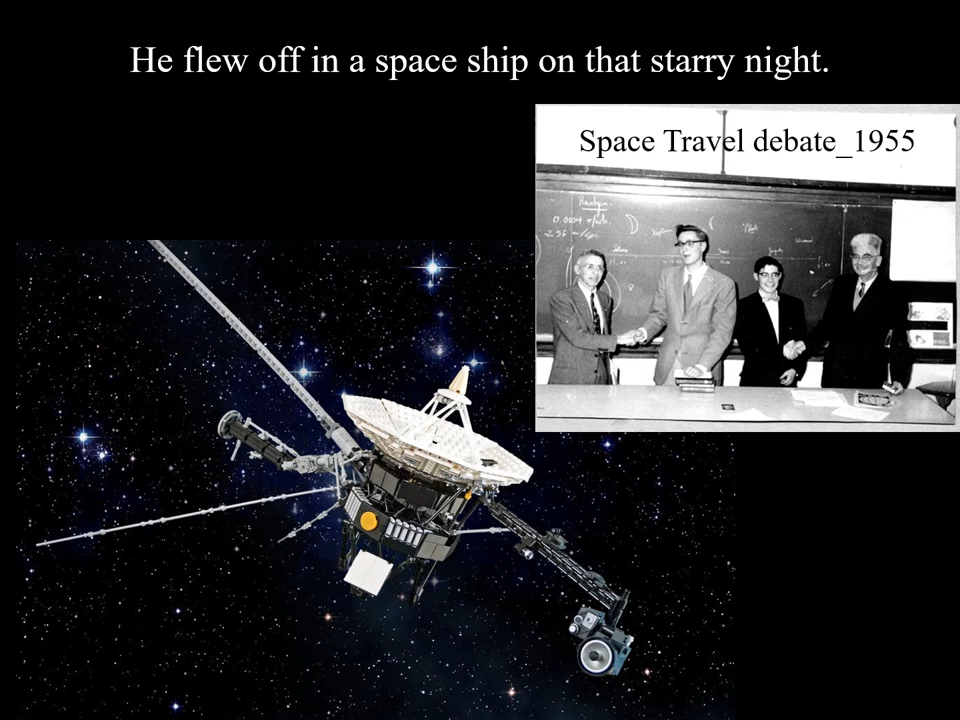 He flew off in a space ship on that starry night.
Space Travel debate_1955